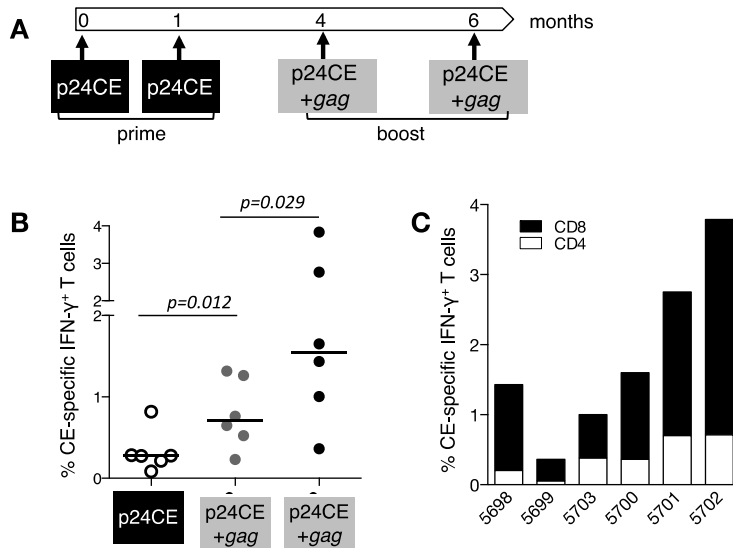 A
0 1 4 6 months
p24CE p24CE p24CE p24CE
+gag +gag
prime boost
B
p=0.029
p=0.012
% CE-specific IFN-γ+ T cells
4
3
2
2
1
0
p24CE p24CE p24CE
+gag +gag
C
% CE-specific IFN-γ+ T cells
4
3
2
1
0
CD8
CD4
5698 5699 5703 5700 5701 5702